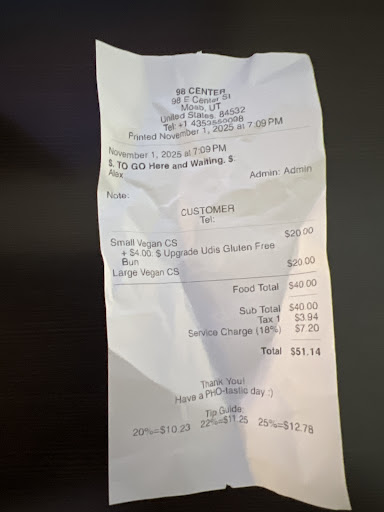 98 CENTER
98 E Center St
Moab, UT
United States, 84532
Tel: +1 4353550098
Printed November 1, 2025 at 7:09 PM
November 1, 2025 at 7:09 PM
$. TO GO Here and Waiting. $.
Alex Admin: Admin
Note:
CUSTOMER
Tel:
Small Vegan CS $20.00
+ $4.00. $ Upgrade Udis Gluten Free
Bun
Large Vegan CS $20.00
Food Total $40.00
Sub Total $40.00
Tax 1 $3.94
Service Charge (18%) $7.20
Total $51.14
Thank You!
Have a PHO-tastic day :)
Tip Guide:
20%=$10.23 22%=$11.25 25%=$12.78